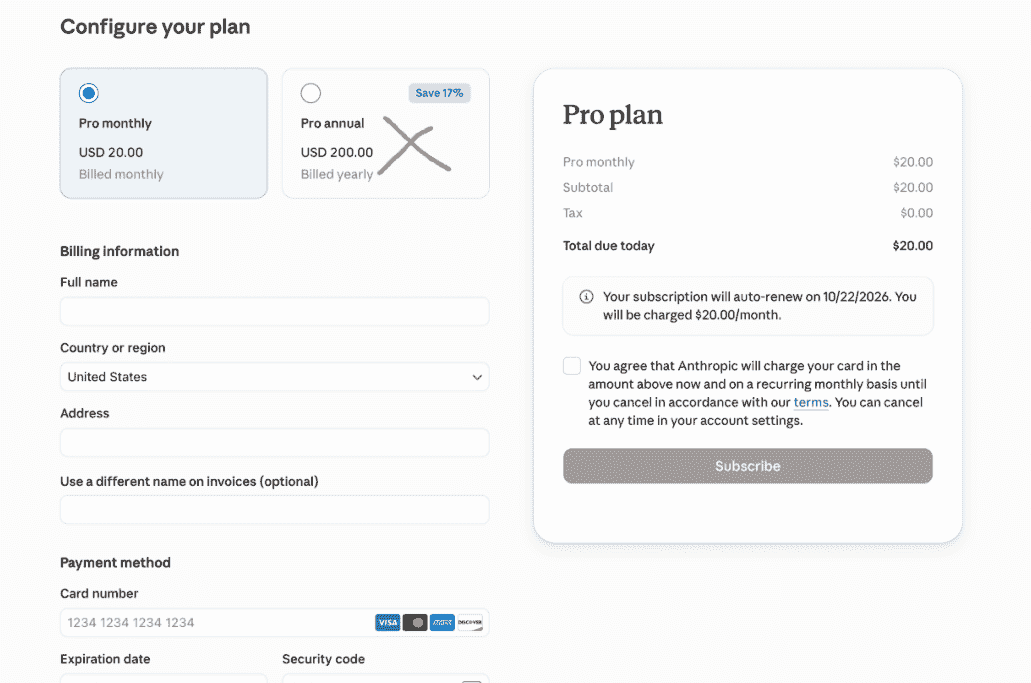 Configure your plan
Save 17%
Pro monthly
USD 20.00
Billed monthly
Pro annual
USD 200.00
Billed yearly
Billing information
Full name
Country or region
United States
Address
Use a different name on invoices (optional)
Payment method
Card number
1234 1234 1234 1234
VISA
AMEX
DISCOVER
Expiration date
Security code
Pro plan
Pro monthly $20.00
Subtotal $20.00
Tax $0.00
Total due today $20.00
Your subscription will auto-renew on 10/22/2026. You
will be charged $20.00/month.
You agree that Anthropic will charge your card in the
amount above now and on a recurring monthly basis until
you cancel in accordance with our terms. You can cancel
at any time in your account settings.
Subscribe